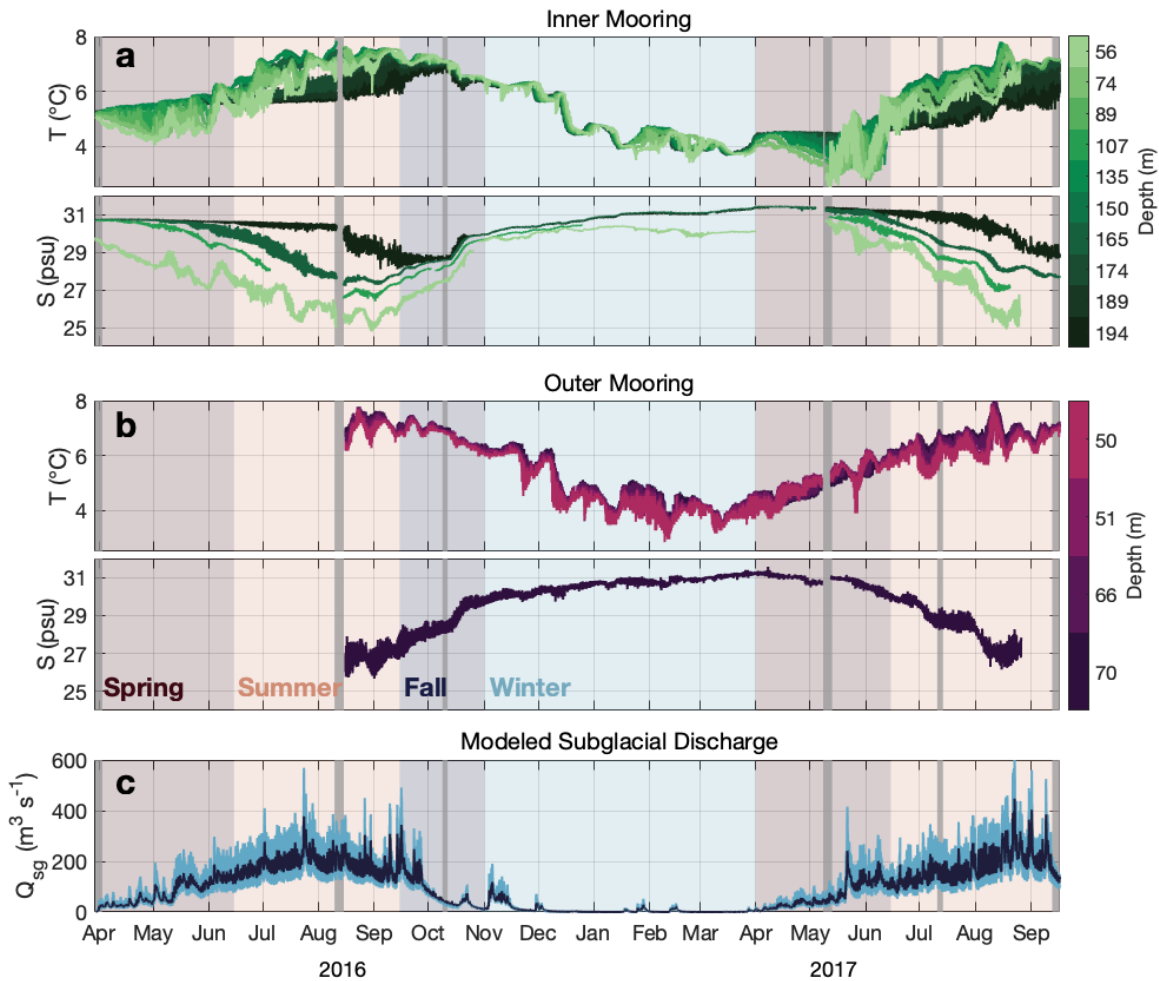 Inner Mooring
a
8
6
4
T (°C)
31
29
27
25
S (psu)
56
74
89
107
135
150
165
174
189
194
Depth (m)
Outer Mooring
b
8
6
4
T (°C)
31
29
27
25
S (psu)
Spring Summer Fall Winter
50
51
66
70
Depth (m)
Modeled Subglacial Discharge
c
600
400
200
0
Qsg (m³ s⁻¹)
Apr May Jun Jul Aug Sep Oct Nov Dec Jan Feb Mar Apr May Jun Jul Aug Sep
2016 2017